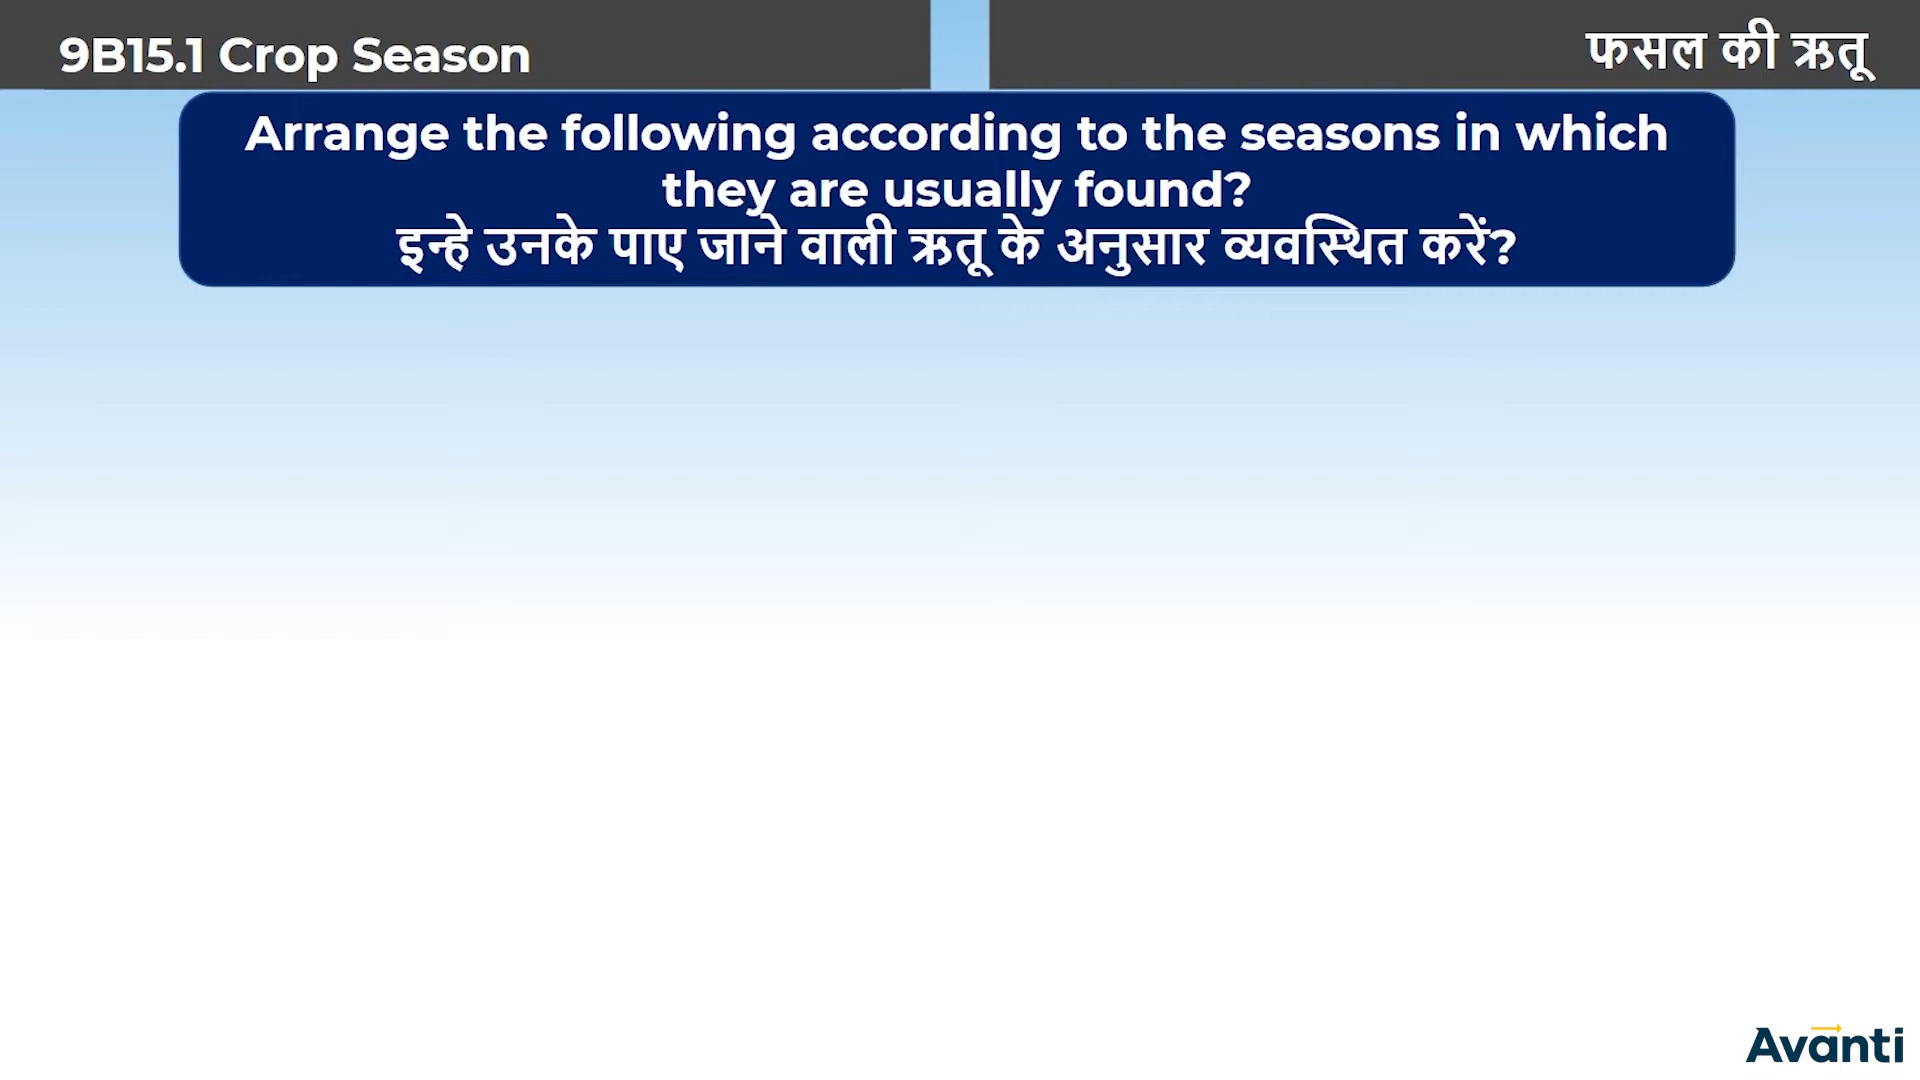 9B15.1 Crop Season
फसल की ऋतू
Arrange the following according to the seasons in which
they are usually found?
इन्हे उनके पाए जाने वाली ऋतू के अनुसार व्यवस्थित करें?
Avanti